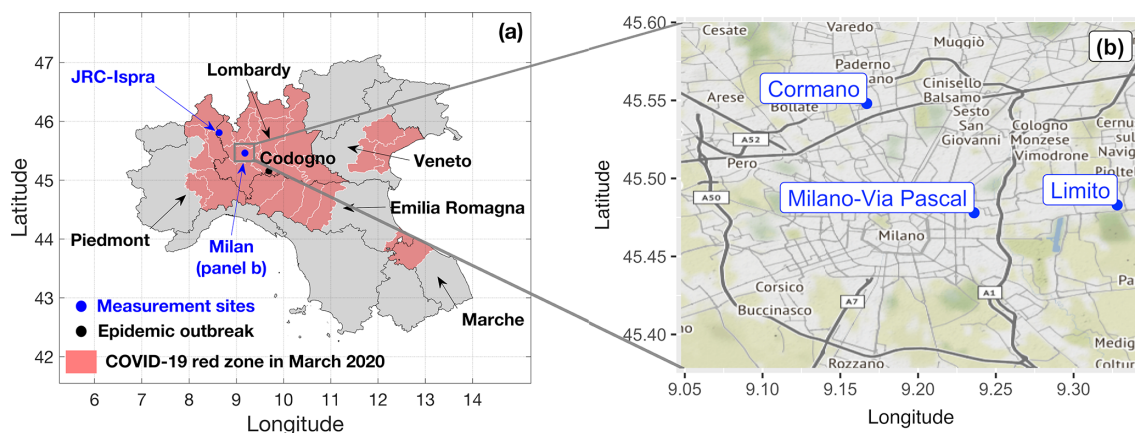 (a)
47
46
45
44
43
42
Latitude
6
7
8
9
10
11
12
13
14
Longitude
JRC-Ispra
Lombardy
Codogno
Veneto
Emilia Romagna
Piedmont
Milan
(panel b)
Marche
Measurement sites
Epidemic outbreak
COVID-19 red zone in March 2020
(b)
45.60
45.55
45.50
45.45
45.40
Latitude
9.05
9.10
9.15
9.20
9.25
9.30
Longitude
Cesate
Varedo
Muggiò
Paderno
Cormano
Cinisello
Balsamo
Arese
Bollate
Sesto
San
Giovanni
A52
Cologno
Monzese
Pero
Vimodrone
A50
Milano-Via Pascal
Limito
Milano
Corsico
A7
A1
Buccinasco
Rozzano